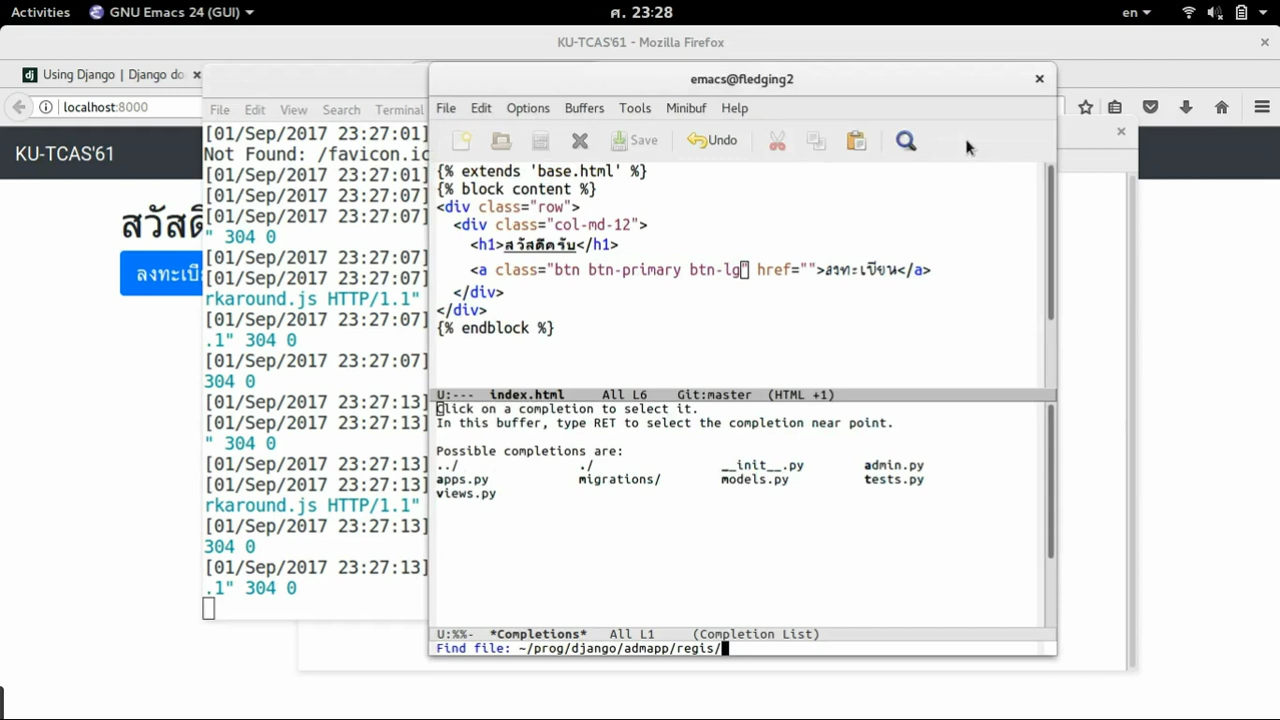 Activities GNU Emacs 24 (GUI) ศ. 23:28 en
KU-TCAS'61 - Mozilla Firefox
Using Django | Django do
localhost:8000
KU-TCAS'61
สวัสดี
ลงทะเบี
File Edit View Search Terminal
[01/Sep/2017 23:27:01]
Not Found: /favicon.ic
[01/Sep/2017 23:27:01]
[01/Sep/2017 23:27:07]
[01/Sep/2017 23:27:07]
" 304 0
[01/Sep/2017 23:27:07]
[01/Sep/2017 23:27:07]
rkaround.js HTTP/1.1"
[01/Sep/2017 23:27:07]
.1" 304 0
[01/Sep/2017 23:27:07]
304 0
[01/Sep/2017 23:27:13]
[01/Sep/2017 23:27:13]
" 304 0
[01/Sep/2017 23:27:13]
[01/Sep/2017 23:27:13]
rkaround.js HTTP/1.1"
[01/Sep/2017 23:27:13]
304 0
[01/Sep/2017 23:27:13]
.1" 304 0
emacs@fledging2
File Edit Options Buffers Tools Minibuf Help
Save Undo
{% extends 'base.html' %}
{% block content %}
<div class="row">
<div class="col-md-12">
<h1>สวัสดีครับ</h1>
<a class="btn btn-primary btn-lg" href="">ลงทะเบียน</a>
</div>
</div>
{% endblock %}
U:--- index.html All L6 Git:master (HTML +1)
Click on a completion to select it.
In this buffer, type RET to select the completion near point.
Possible completions are:
../ ./ __init__.py admin.py
apps.py migrations/ models.py tests.py
views.py
U:%%- *Completions* All L1 (Completion List)
Find file: ~/prog/django/admapp/regis/